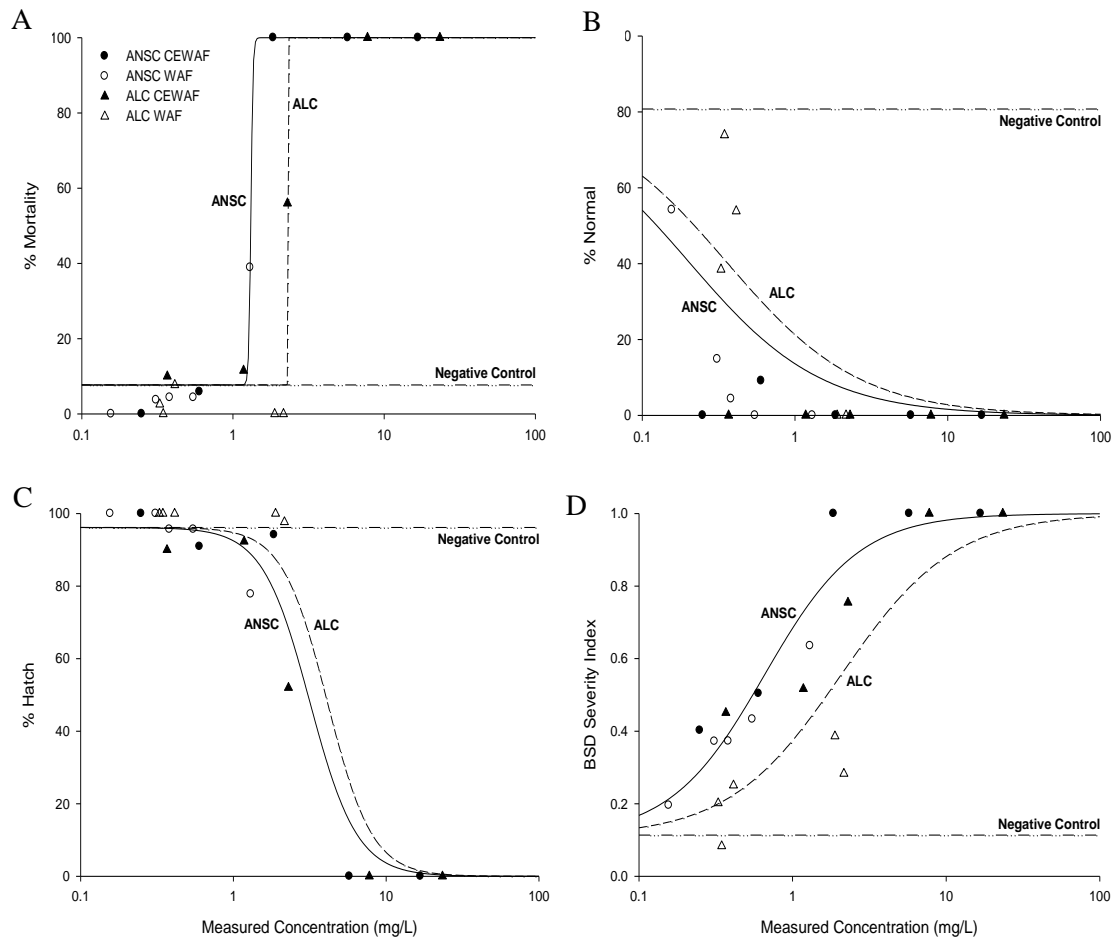 A
% Mortality
100
80
60
40
20
0
0.1 1 10 100
ANSC CEWAF
ANSC WAF
ALC CEWAF
ALC WAF
ANSC
ALC
Negative Control
B
% Normal
0
80
60
40
20
0
0.1 1 10 100
Negative Control
ANSC
ALC
C
% Hatch
100
80
60
40
20
0
0.1 1 10 100
Measured Concentration (mg/L)
Negative Control
ANSC
ALC
D
BSD Severity Index
1.0
0.8
0.6
0.4
0.2
0.0
0.1 1 10 100
Measured Concentration (mg/L)
ANSC
ALC
Negative Control